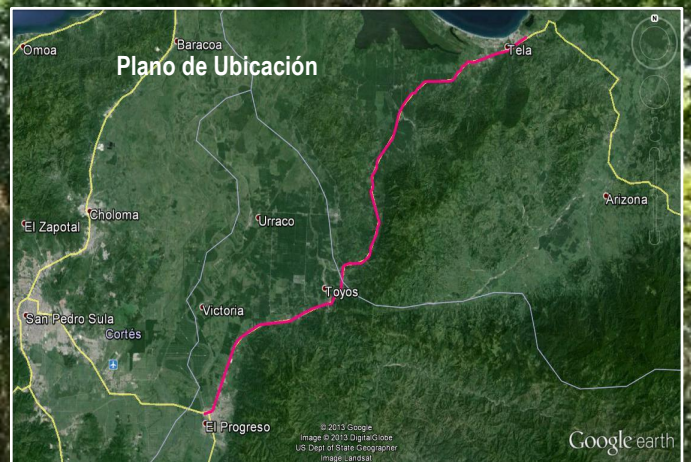 Omoa
Baracoa
Plano de Ubicación
Tela
N
Choloma
El Zapotal
Urraco
Arizona
Toyos
Victoria
San Pedro Sula
Cortés
El Progreso
© 2013 Google
Image © 2013 DigitalGlobe
US Dept of State Geographer
Image Landsat
Google earth